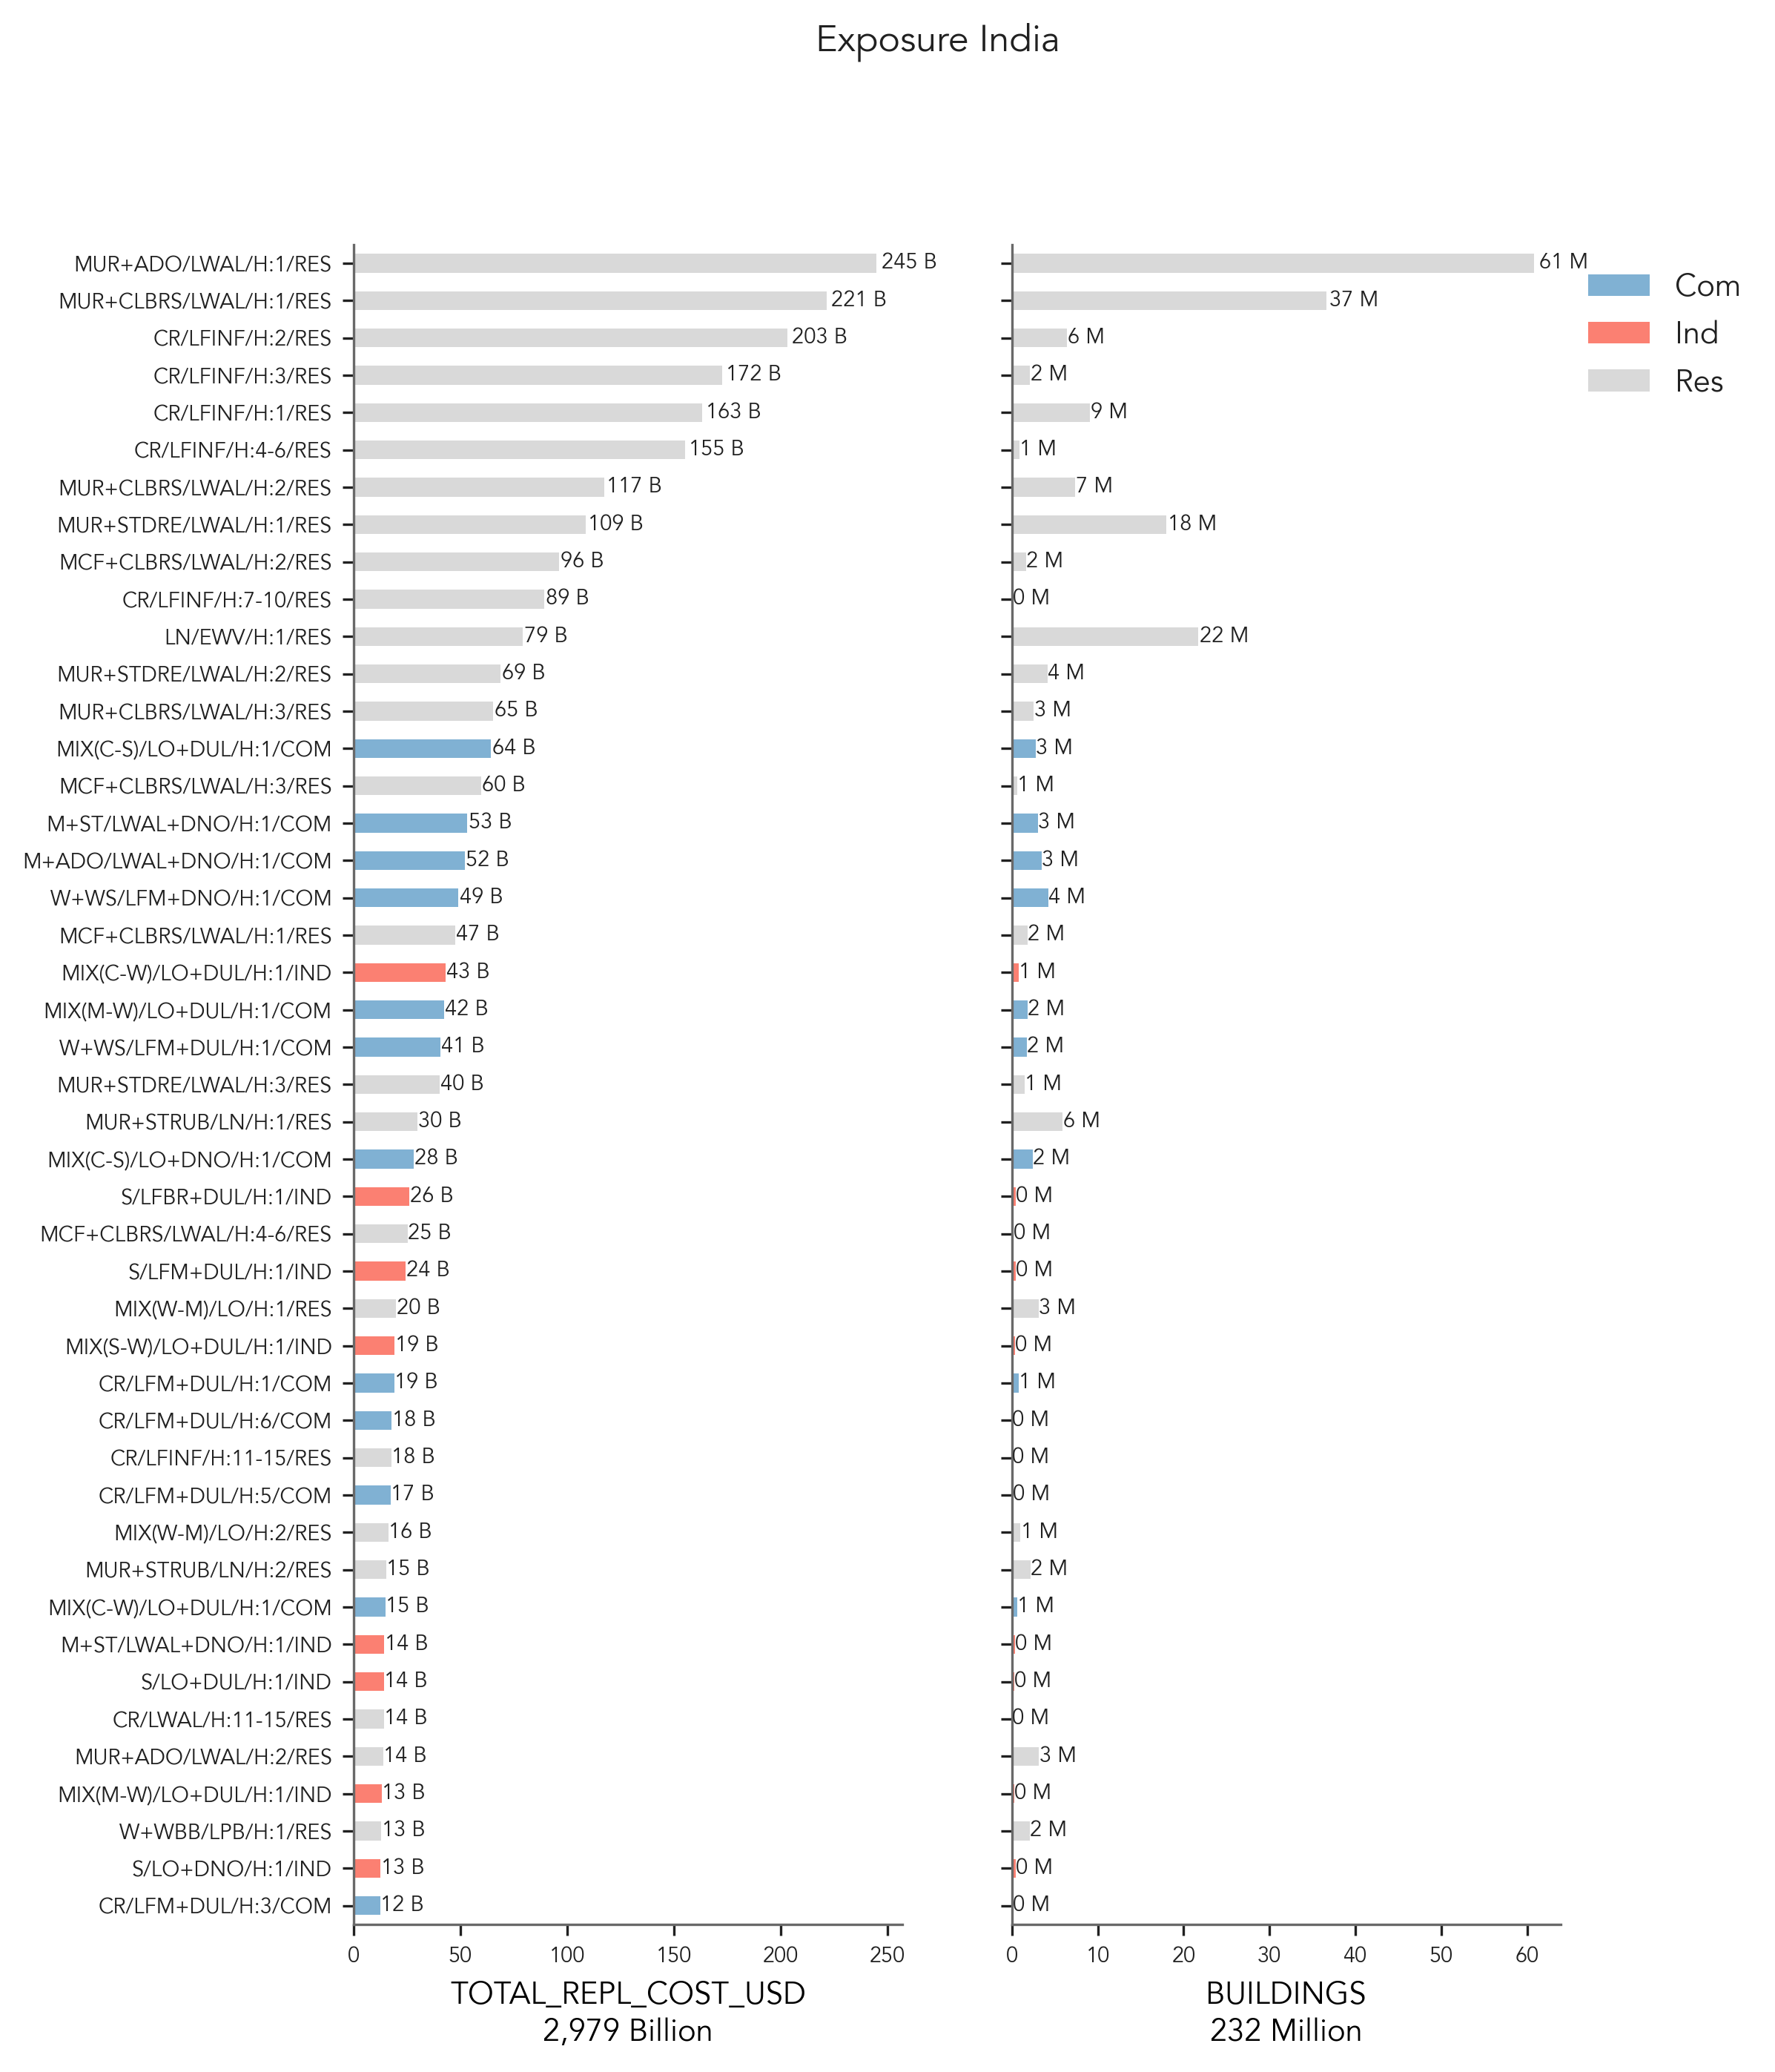 Exposure India
MUR+ADO/LWAL/H:1/RES 245 B 61 M
MUR+CLBRS/LWAL/H:1/RES 221 B 37 M
CR/LFINF/H:2/RES 203 B 6 M
CR/LFINF/H:3/RES 172 B 2 M
CR/LFINF/H:1/RES 163 B 9 M
CR/LFINF/H:4-6/RES 155 B 1 M
MUR+CLBRS/LWAL/H:2/RES 117 B 7 M
MUR+STDRE/LWAL/H:1/RES 109 B 18 M
MCF+CLBRS/LWAL/H:2/RES 96 B 2 M
CR/LFINF/H:7-10/RES 89 B 0 M
LN/EWV/H:1/RES 79 B 22 M
MUR+STDRE/LWAL/H:2/RES 69 B 4 M
MUR+CLBRS/LWAL/H:3/RES 65 B 3 M
MIX(C-S)/LO+DUL/H:1/COM 64 B 3 M
MCF+CLBRS/LWAL/H:3/RES 60 B 1 M
M+ST/LWAL+DNO/H:1/COM 53 B 3 M
M+ADO/LWAL+DNO/H:1/COM 52 B 3 M
W+WS/LFM+DNO/H:1/COM 49 B 4 M
MCF+CLBRS/LWAL/H:1/RES 47 B 2 M
MIX(C-W)/LO+DUL/H:1/IND 43 B 1 M
MIX(M-W)/LO+DUL/H:1/COM 42 B 2 M
W+WS/LFM+DUL/H:1/COM 41 B 2 M
MUR+STDRE/LWAL/H:3/RES 40 B 1 M
MUR+STRUB/LN/H:1/RES 30 B 6 M
MIX(C-S)/LO+DNO/H:1/COM 28 B 2 M
S/LFBR+DUL/H:1/IND 26 B 0 M
MCF+CLBRS/LWAL/H:4-6/RES 25 B 0 M
S/LFM+DUL/H:1/IND 24 B 0 M
MIX(W-M)/LO/H:1/RES 20 B 3 M
MIX(S-W)/LO+DUL/H:1/IND 19 B 0 M
CR/LFM+DUL/H:1/COM 19 B 1 M
CR/LFM+DUL/H:6/COM 18 B 0 M
CR/LFINF/H:11-15/RES 18 B 0 M
CR/LFM+DUL/H:5/COM 17 B 0 M
MIX(W-M)/LO/H:2/RES 16 B 1 M
MUR+STRUB/LN/H:2/RES 15 B 2 M
MIX(C-W)/LO+DUL/H:1/COM 15 B 1 M
M+ST/LWAL+DNO/H:1/IND 14 B 0 M
S/LO+DUL/H:1/IND 14 B 0 M
CR/LWAL/H:11-15/RES 14 B 0 M
MUR+ADO/LWAL/H:2/RES 14 B 3 M
MIX(M-W)/LO+DUL/H:1/IND 13 B 0 M
W+WBB/LPB/H:1/RES 13 B 2 M
S/LO+DNO/H:1/IND 13 B 0 M
CR/LFM+DUL/H:3/COM 12 B 0 M
0 50 100 150 200 250
TOTAL_REPL_COST_USD
2,979 Billion
0 10 20 30 40 50 60
BUILDINGS
232 Million
Com
Ind
Res